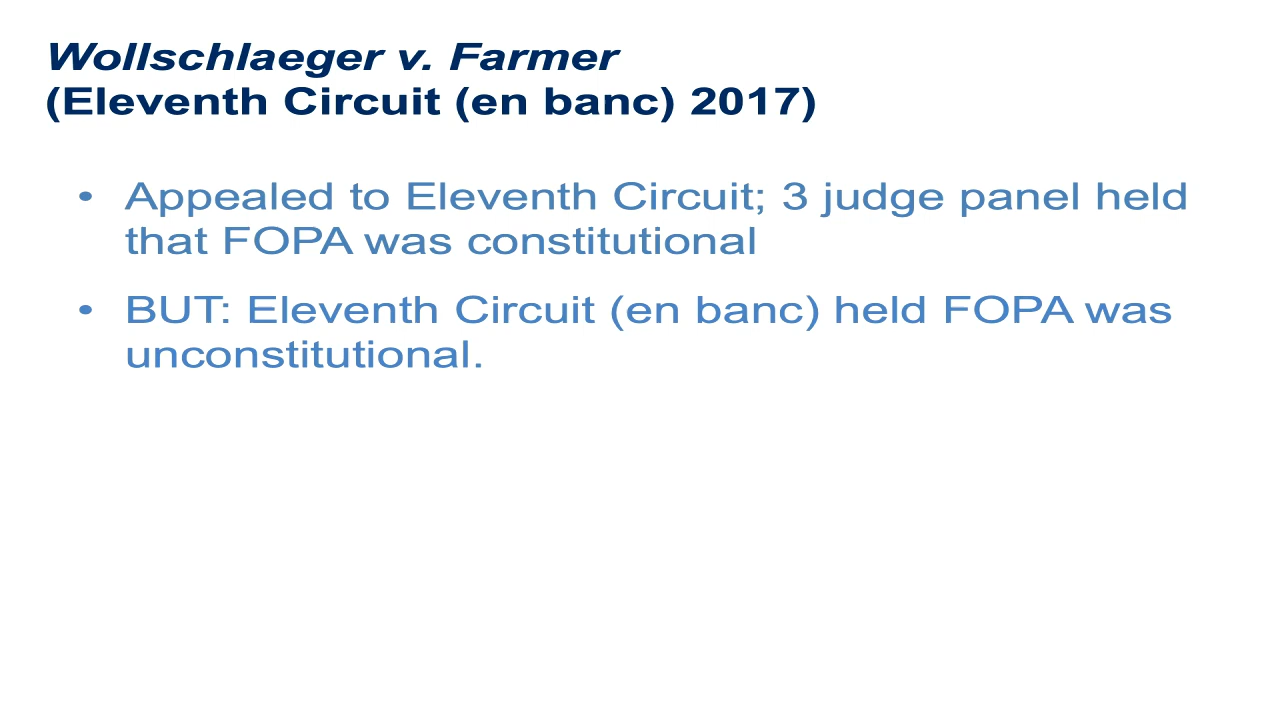 Wollschlaeger v. Farmer
(Eleventh Circuit (en banc) 2017)
• Appealed to Eleventh Circuit; 3 judge panel held
that FOPA was constitutional
• BUT: Eleventh Circuit (en banc) held FOPA was
unconstitutional.